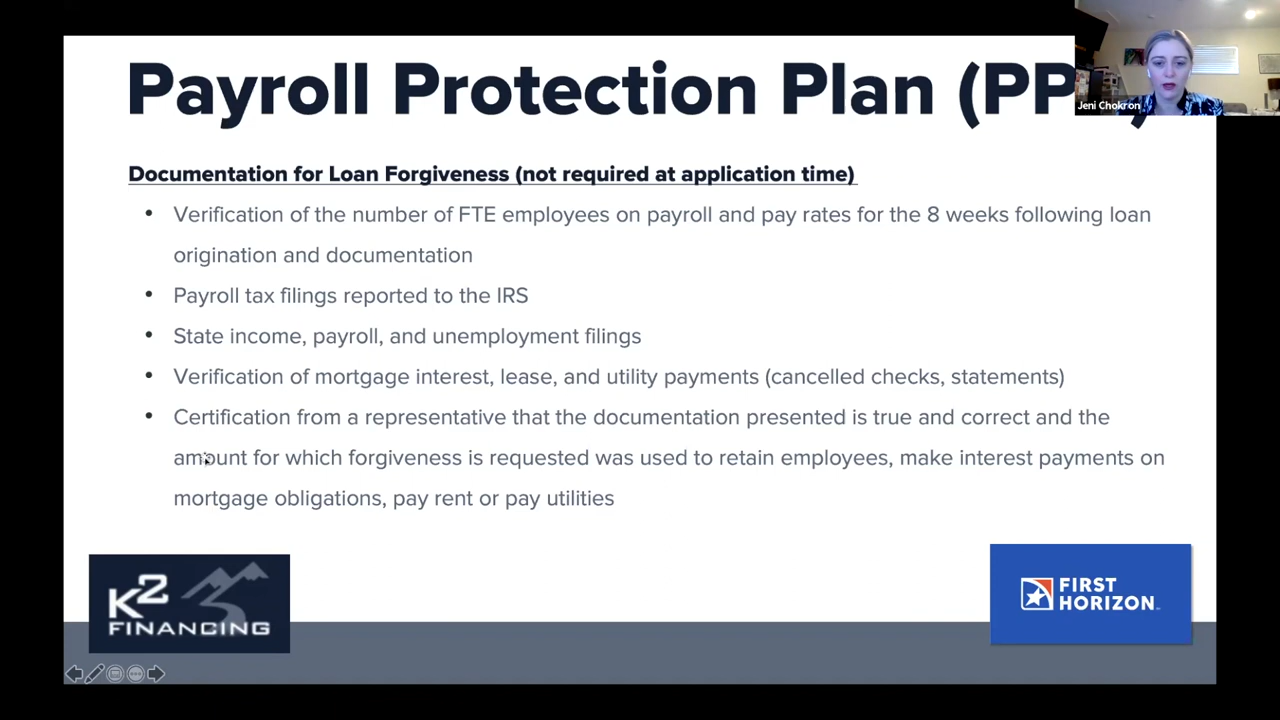 Payroll Protection Plan (PP
Jeni Chokron
Documentation for Loan Forgiveness (not required at application time)
• Verification of the number of FTE employees on payroll and pay rates for the 8 weeks following loan
origination and documentation
• Payroll tax filings reported to the IRS
• State income, payroll, and unemployment filings
• Verification of mortgage interest, lease, and utility payments (cancelled checks, statements)
• Certification from a representative that the documentation presented is true and correct and the
amount for which forgiveness is requested was used to retain employees, make interest payments on
mortgage obligations, pay rent or pay utilities
K2
FINANCING
FIRST
HORIZON